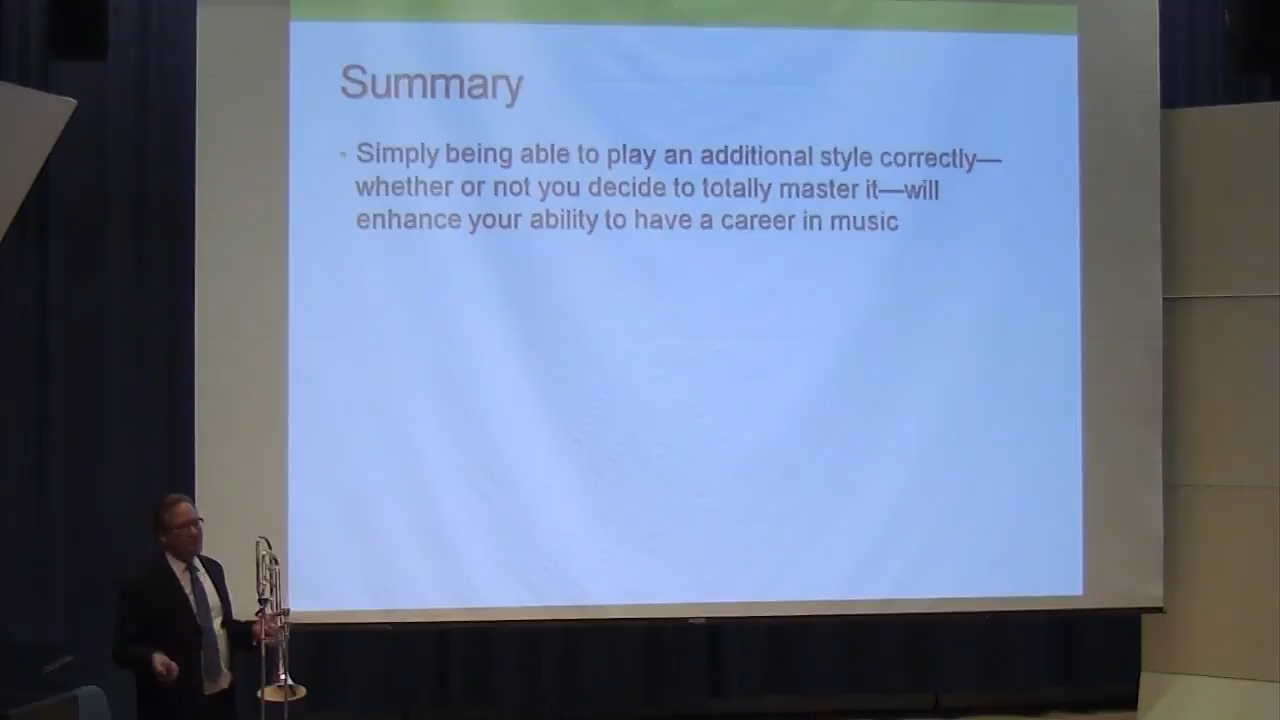 Summary
• Simply being able to play an additional style correctly—
whether or not you decide to totally master it—will
enhance your ability to have a career in music